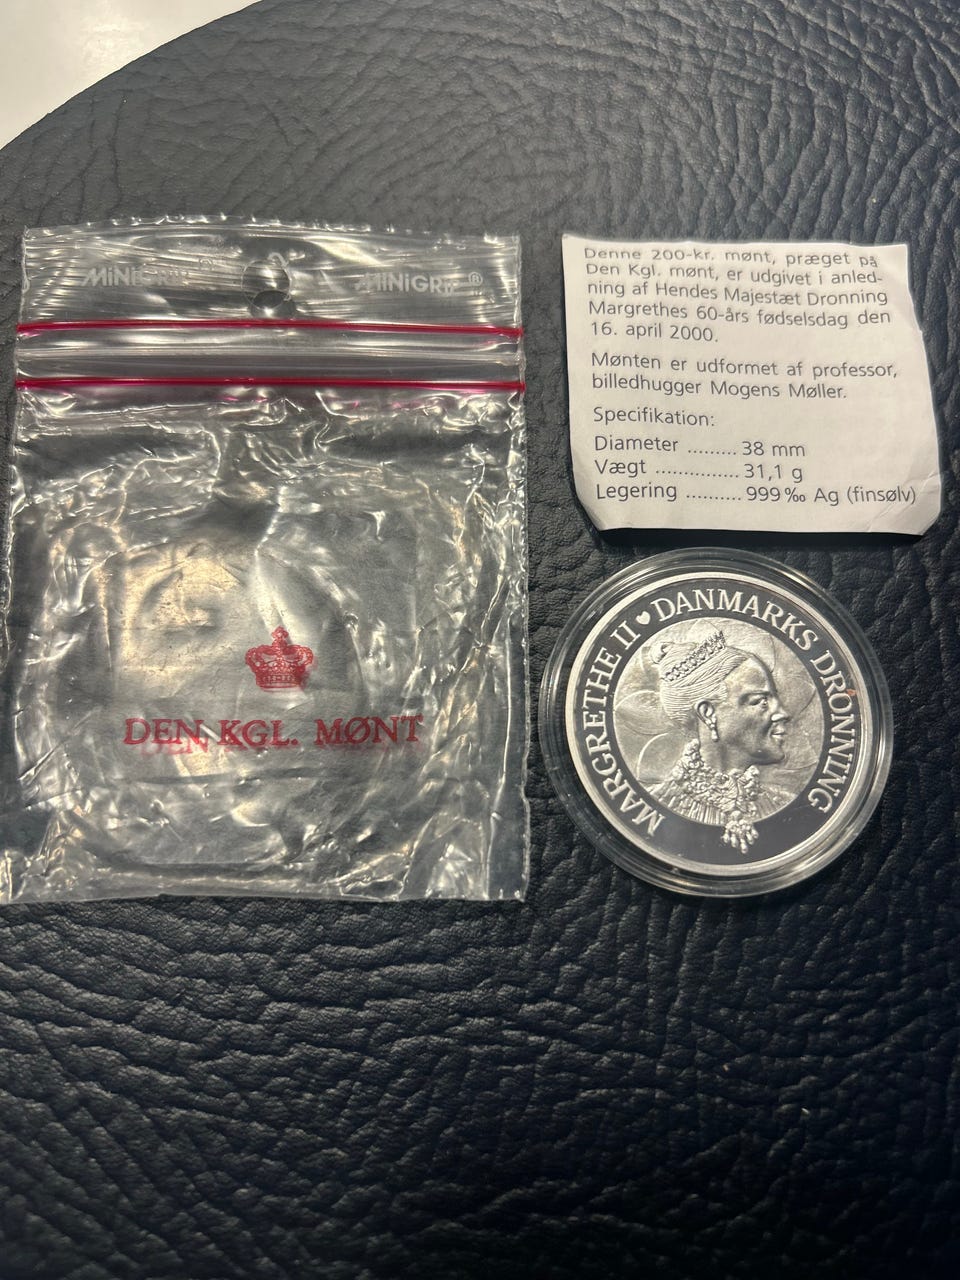 MiNiGRiP® MiNiGRiP®
DEN KGL. MØNT
Denne 200-kr. mønt, præget på
Den Kgl. mønt, er udgivet i anled-
ning af Hendes Majestæt Dronning
Margrethes 60-års fødselsdag den
16. april 2000.
Mønten er udformet af professor,
billedhugger Mogens Møller.
Specifikation:
Diameter ......... 38 mm
Vægt ............... 31,1 g
Legering .......... 999‰ Ag (finsølv)
MARGRETHE II ♥ DANMARKS DRONNING